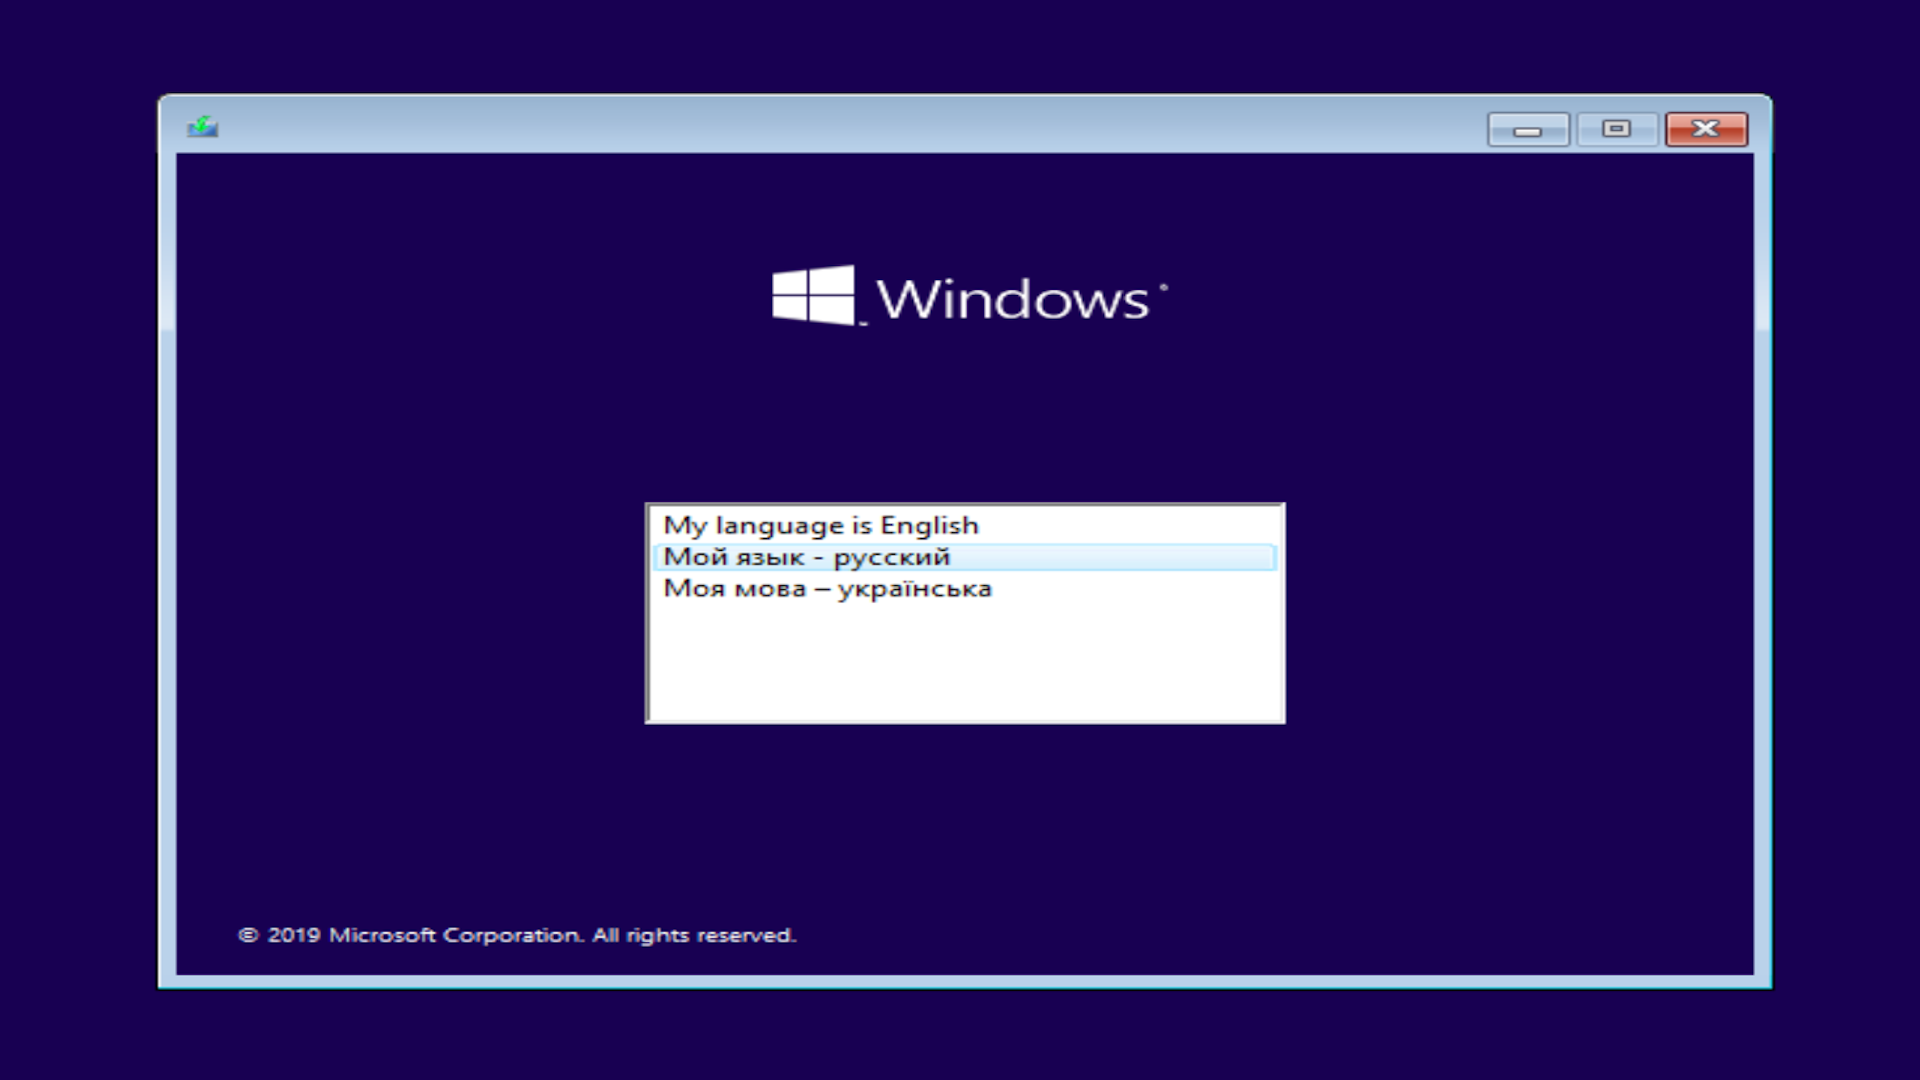 Windows
My language is English
Мой язык - русский
Моя мова – українська
© 2019 Microsoft Corporation. All rights reserved.